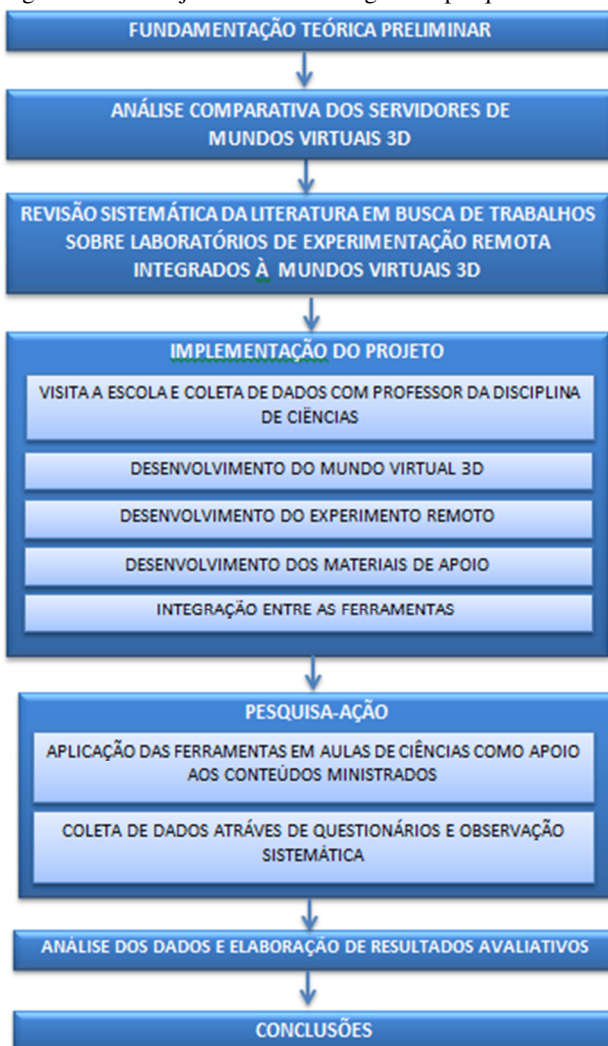 FUNDAMENTAÇÃO TEÓRICA PRELIMINAR
ANÁLISE COMPARATIVA DOS SERVIDORES DE
MUNDOS VIRTUAIS 3D
REVISÃO SISTEMÁTICA DA LITERATURA EM BUSCA DE TRABALHOS
SOBRE LABORATÓRIOS DE EXPERIMENTAÇÃO REMOTA
INTEGRADOS À MUNDOS VIRTUAIS 3D
IMPLEMENTAÇÃO DO PROJETO
VISITA A ESCOLA E COLETA DE DADOS COM PROFESSOR DA DISCIPLINA
DE CIÊNCIAS
DESENVOLVIMENTO DO MUNDO VIRTUAL 3D
DESENVOLVIMENTO DO EXPERIMENTO REMOTO
DESENVOLVIMENTO DOS MATERIAIS DE APOIO
INTEGRAÇÃO ENTRE AS FERRAMENTAS
PESQUISA-AÇÃO
APLICAÇÃO DAS FERRAMENTAS EM AULAS DE CIÊNCIAS COMO APOIO
AOS CONTEÚDOS MINISTRADOS
COLETA DE DADOS ATRÁVES DE QUESTIONÁRIOS E OBSERVAÇÃO
SISTEMÁTICA
ANÁLISE DOS DADOS E ELABORAÇÃO DE RESULTADOS AVALIATIVOS
CONCLUSÕES